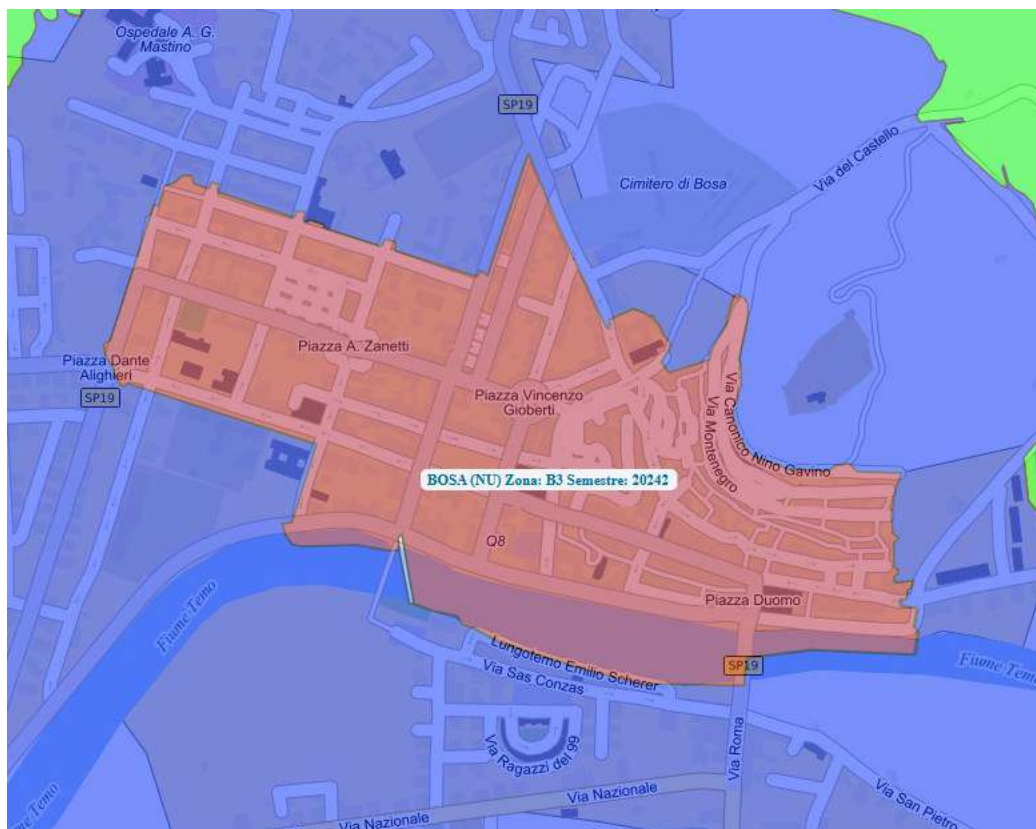 Ospedale A. G.
Mastino
SP19
Cimitero di Bosa
Via del Castello
Piazza A. Zanetti
Piazza Dante
Alighieri
SP19
Piazza Vincenzo
Gioberti
Via Canonico Nino Gavino
Via Montenegro
BOSA (NU) Zona: B3 Semestre: 20242
Q8
Piazza Duomo
Fiume Temo
Lungotemo Emilio Scherer
SP19
Fiume Temo
Via Sas Conzas
Via Roma
Via Ragazzi del 99
Via Nazionale
Via San Pietro
Fiume Temo
Via Nazionale